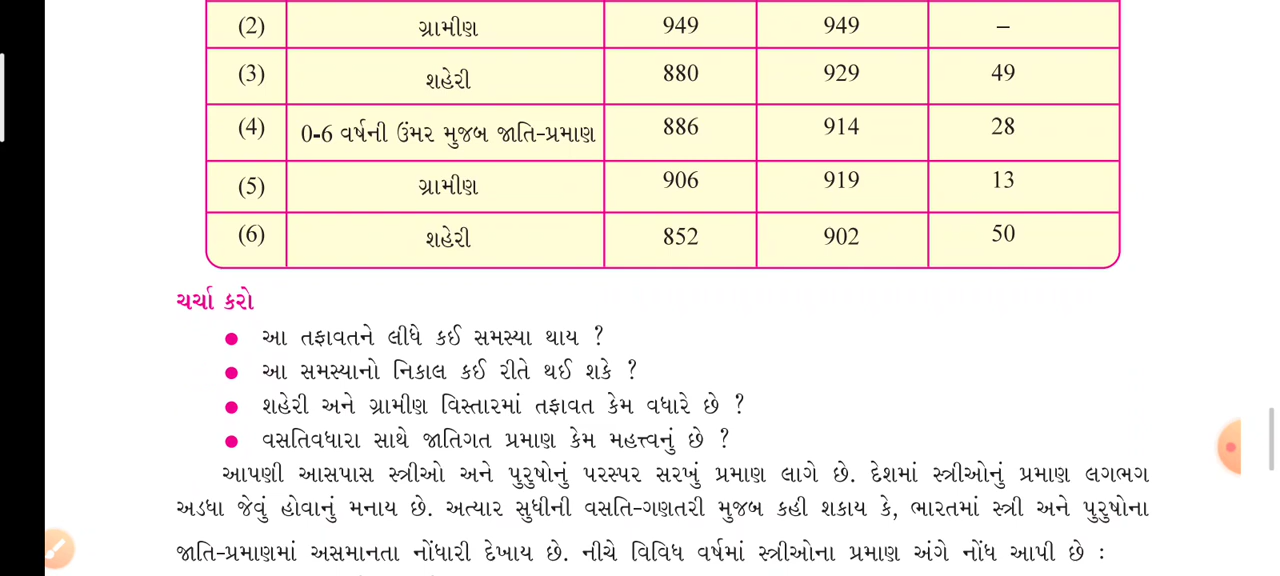 (2) ગ્રામીણ 949 949 –
(3) શહેરી 880 929 49
(4) 0-6 વર્ષની ઉંમર મુજબ જાતિ-પ્રમાણ 886 914 28
(5) ગ્રામીણ 906 919 13
(6) શહેરી 852 902 50
ચર્ચા કરો
● આ તફાવતને લીધે કઈ સમસ્યા થાય ?
● આ સમસ્યાનો નિકાલ કઈ રીતે થઈ શકે ?
● શહેરી અને ગ્રામીણ વિસ્તારમાં તફાવત કેમ વધારે છે ?
● વસતિવધારા સાથે જાતિગત પ્રમાણ કેમ મહત્ત્વનું છે ?
આપણી આસપાસ સ્ત્રીઓ અને પુરુષોનું પરસ્પર સરખું પ્રમાણ લાગે છે. દેશમાં સ્ત્રીઓનું પ્રમાણ લગભગ
અડધા જેવું હોવાનું મનાય છે. અત્યાર સુધીની વસતિ-ગણતરી મુજબ કહી શકાય કે, ભારતમાં સ્ત્રી અને પુરુષોના
જાતિ-પ્રમાણમાં અસમાનતા નોંધારી દેખાય છે. નીચે વિવિધ વર્ષમાં સ્ત્રીઓના પ્રમાણ અંગે નોંધ આપી છે :